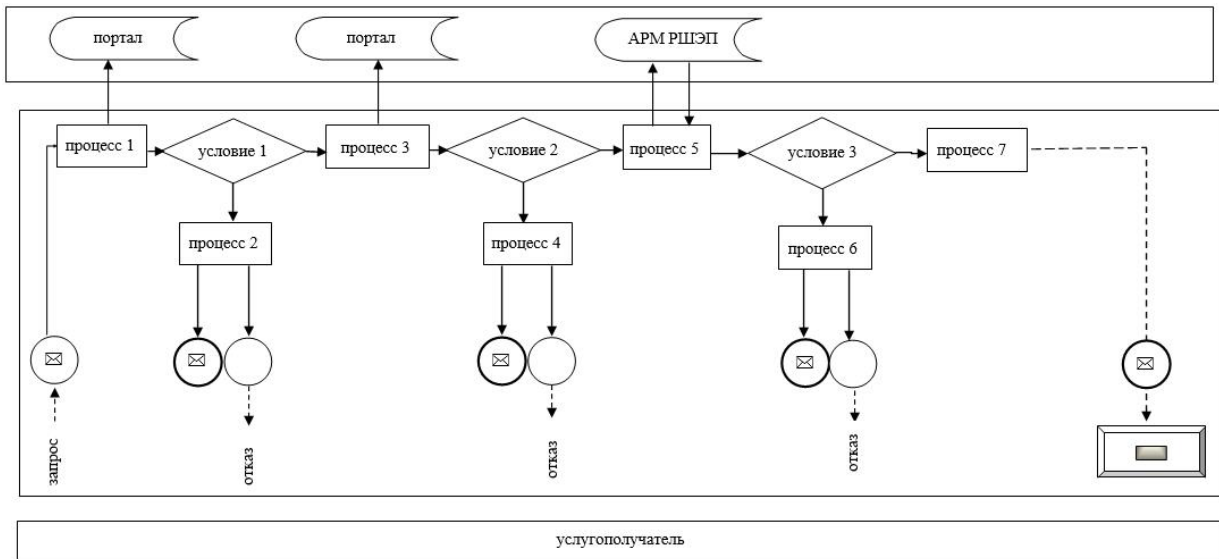 портал
портал
АРМ РШЭП
процесс 1
условие 1
процесс 3
условие 2
процесс 5
условие 3
процесс 7
процесс 2
процесс 4
процесс 6
запрос
отказ
отказ
отказ
услугополучатель